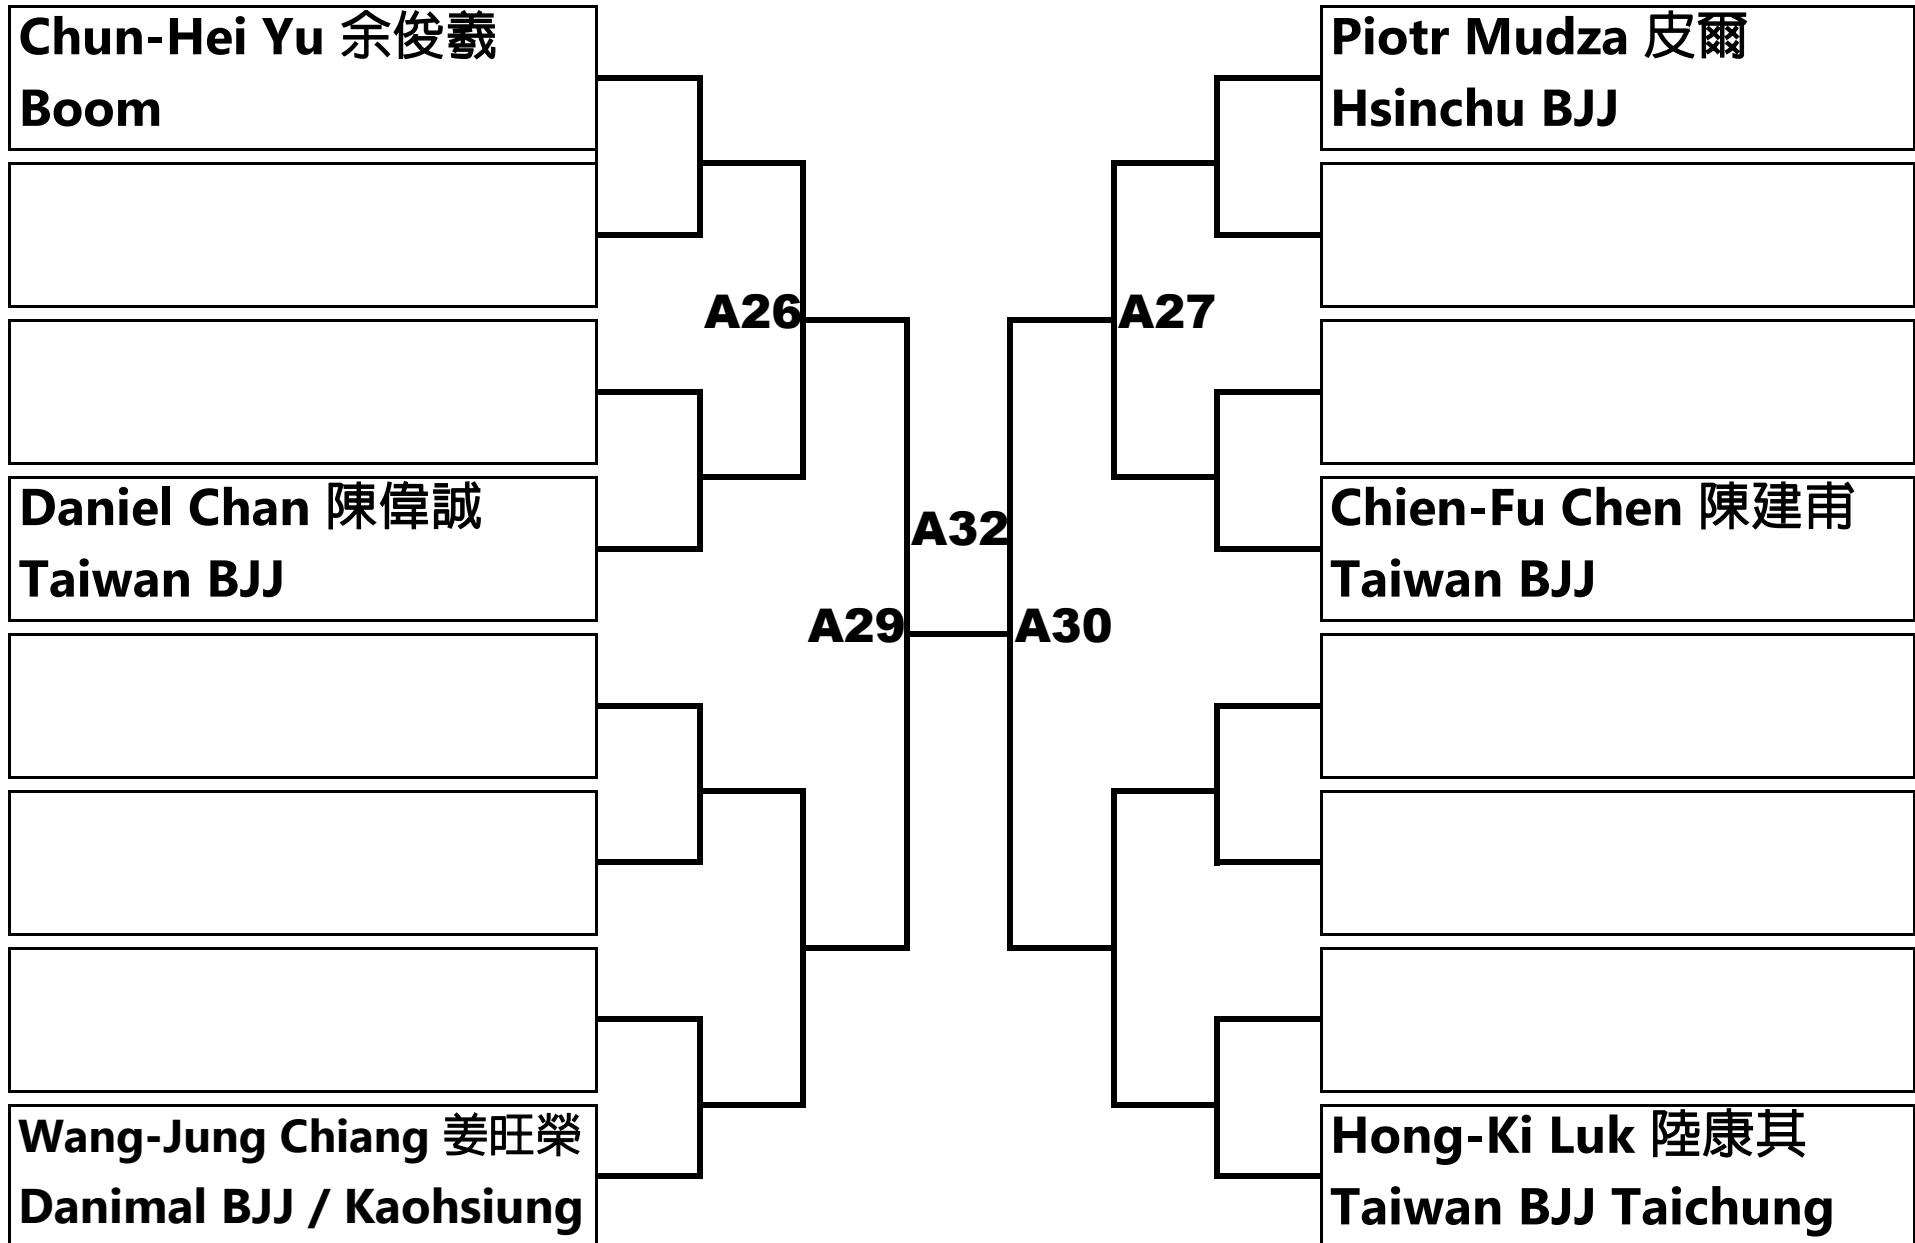 Chun-Hei Yu 余俊羲
Boom
Daniel Chan 陳偉誠
Taiwan BJJ
Wang-Jung Chiang 姜旺榮
Danimal BJJ / Kaohsiung
A26
A29
A32
A30
A27
Piotr Mudza 皮爾
Hsinchu BJJ
Chien-Fu Chen 陳建甫
Taiwan BJJ
Hong-Ki Luk 陸康其
Taiwan BJJ Taichung